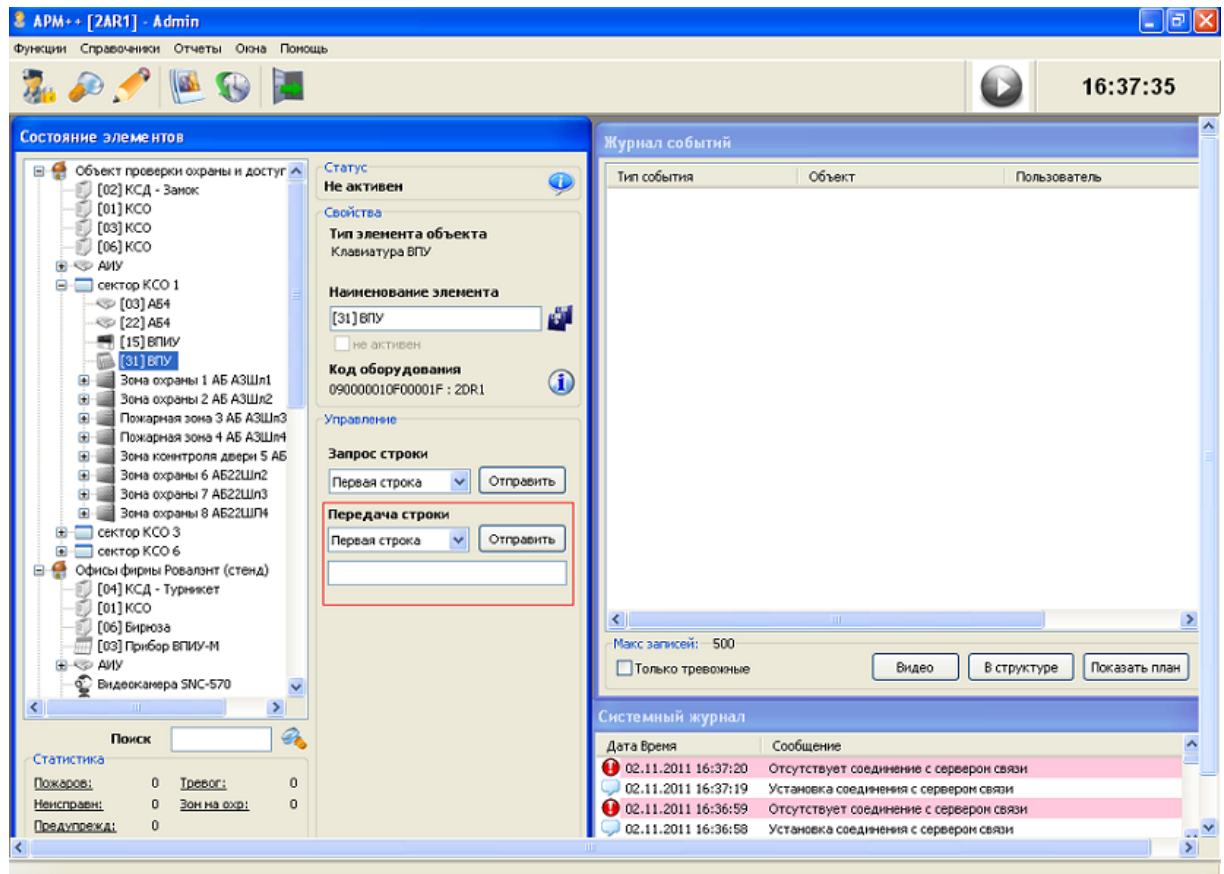 АРМ++ [2AR1] - Admin
Функции Справочники Отчеты Окна Помощь
16:37:35
Состояние элементов
Объект проверки охраны и достуг
[02] КСД - Замок
[01] КСО
[03] КСО
[06] КСО
АИУ
сектор КСО 1
[03] АБ4
[22] АБ4
[15] ВПИУ
[31] ВПУ
Зона охраны 1 АБ АЗШл1
Зона охраны 2 АБ АЗШл2
Пожарная зона 3 АБ АЗШл3
Пожарная зона 4 АБ АЗШл4
Зона коннтроля двери 5 АБ
Зона охраны 6 АБ22Шл2
Зона охраны 7 АБ22Шл3
Зона охраны 8 АБ22ШЛ4
сектор КСО 3
сектор КСО 6
Офисы фирмы Ровалэнт (стенд)
[04] КСД - Турникет
[01] КСО
[06] Бирюза
[03] Прибор ВПИУ-М
АИУ
Видеокамера SNC-570
Поиск
Статистика
Пожаров: 0 Тревог: 0
Неисправн: 0 Зон на охр: 0
Предупрежд: 0
Статус
Не активен
Свойства
Тип элемента объекта
Клавиатура ВПУ
Наименование элемента
[31] ВПУ
не активен
Код оборудования
090000010F00001F : 2DR1
Управление
Запрос строки
Первая строка Отправить
Передача строки
Первая строка Отправить
Журнал событий
Тип события Объект Пользователь
Макс записей: 500
Только тревожные Видео В структуре Показать план
Системный журнал
Дата Время Сообщение
02.11.2011 16:37:20 Отсутствует соединение с сервером связи
02.11.2011 16:37:19 Установка соединения с сервером связи
02.11.2011 16:36:59 Отсутствует соединение с сервером связи
02.11.2011 16:36:58 Установка соединения с сервером связи